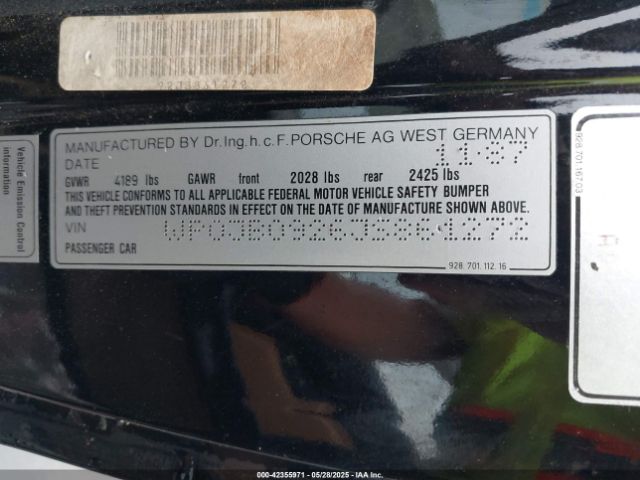 MANUFACTURED BY Dr.Ing.h.c.F.PORSCHE AG WEST GERMANY
DATE 11-87
GVWR 4189 lbs GAWR front 2028 lbs rear 2425 lbs
THIS VEHICLE CONFORMS TO ALL APPLICABLE FEDERAL MOTOR VEHICLE SAFETY BUMPER
AND THEFT PREVENTION STANDARDS IN EFFECT ON THE DATE OF MANUFACTURE SHOWN ABOVE.
VIN WP0JB0926JS861272
PASSENGER CAR
928.701.112.16
Vehicle Emission Control
information
928.701.167.03
000-42355971 - 05/28/2025 - © IAA Holdings, LLC